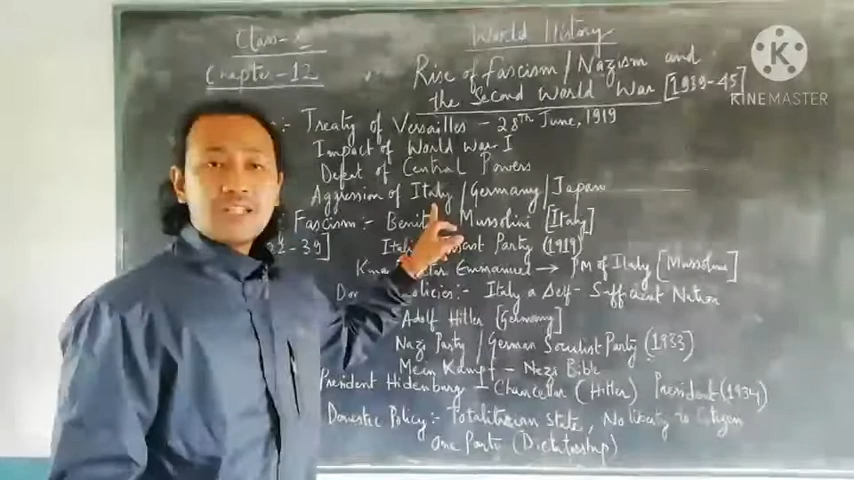 Class-X
World History
Chapter-12
Rise of fascism/Nazism and
the Second World War [1939-45]
:- Treaty of Versailles - 28th June, 1919
Impact of World War-I
Defeat of Central Powers
Aggression of Italy/Germany/Japan
Fascism:- Benito Mussolini [Italy]
22-39]
Party (1919)
Emmanuel → PM of Italy [Mussolini]
Policies:- Italy a Self-Sufficient Nation
Adolf Hitler [Germany]
Nazi Party/German Socialist Party (1933)
Mein Kampf - Nazi Bible
President Hidenburg - Chancellor (Hitler) President (1934)
Domestic Policy:- Totalitarian State, No liberty to Citizen
One Party (Dictatorship)
KINEMASTER